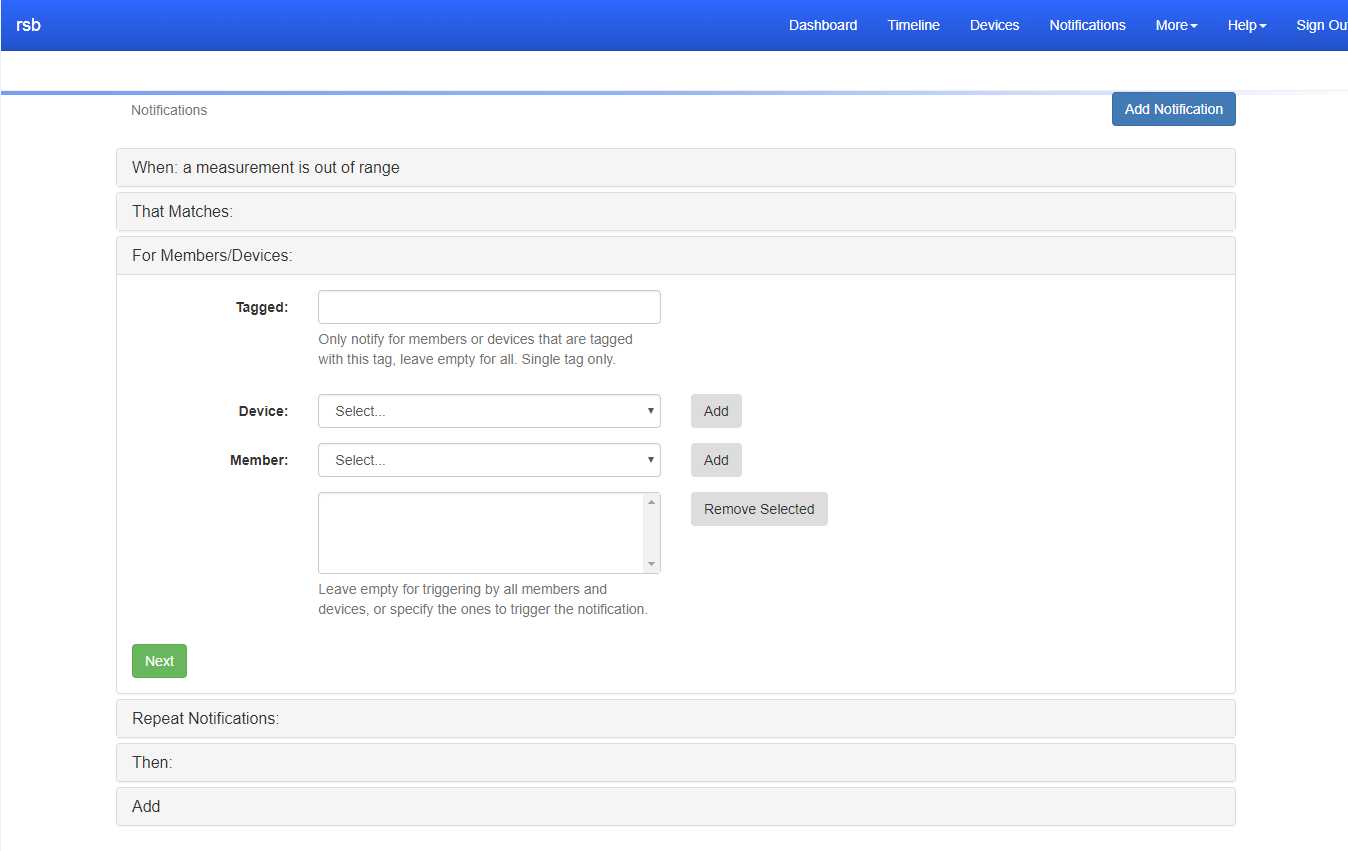 rsb
Dashboard Timeline Devices Notifications More Help Sign Out
Notifications
Add Notification
When: a measurement is out of range
That Matches:
For Members/Devices:
Tagged:
Only notify for members or devices that are tagged
with this tag, leave empty for all. Single tag only.
Device: Select... Add
Member: Select... Add
Remove Selected
Leave empty for triggering by all members and
devices, or specify the ones to trigger the notification.
Next
Repeat Notifications:
Then:
Add